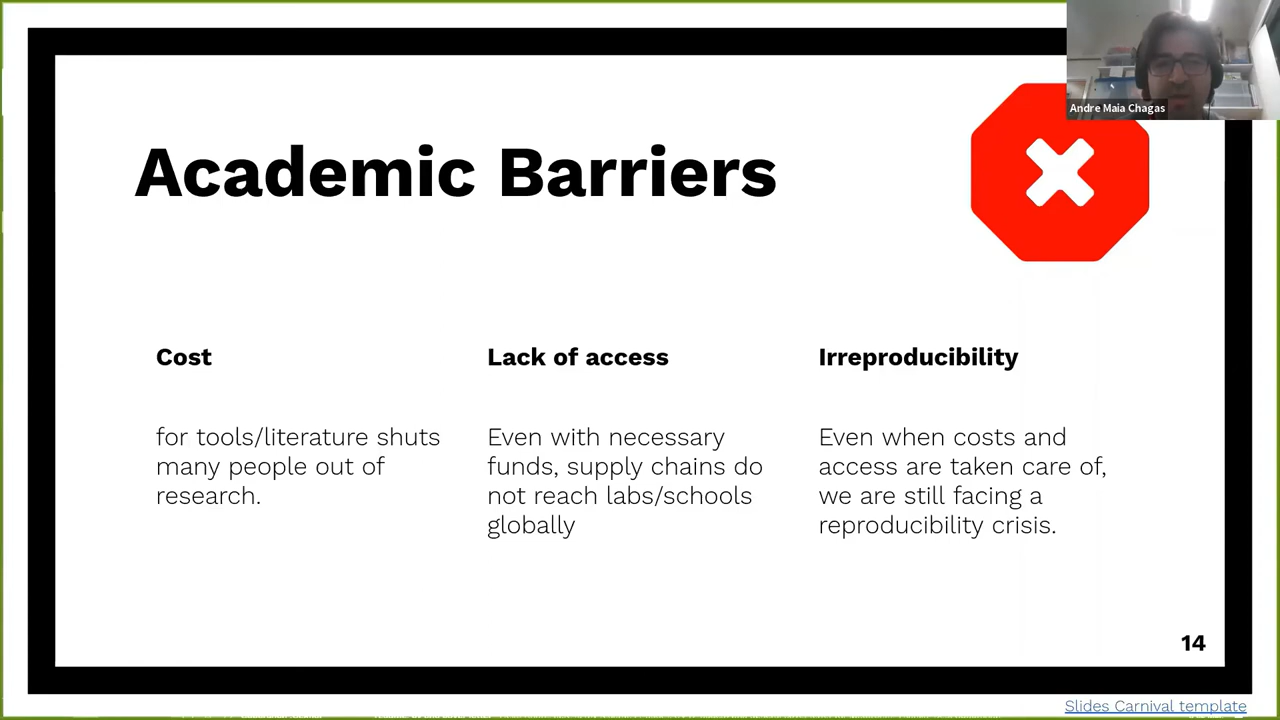 Andre Maia Chagas
Academic Barriers
Cost
for tools/literature shuts
many people out of
research.
Lack of access
Even with necessary
funds, supply chains do
not reach labs/schools
globally
Irreproducibility
Even when costs and
access are taken care of,
we are still facing a
reproducibility crisis.
14
Slides Carnival template